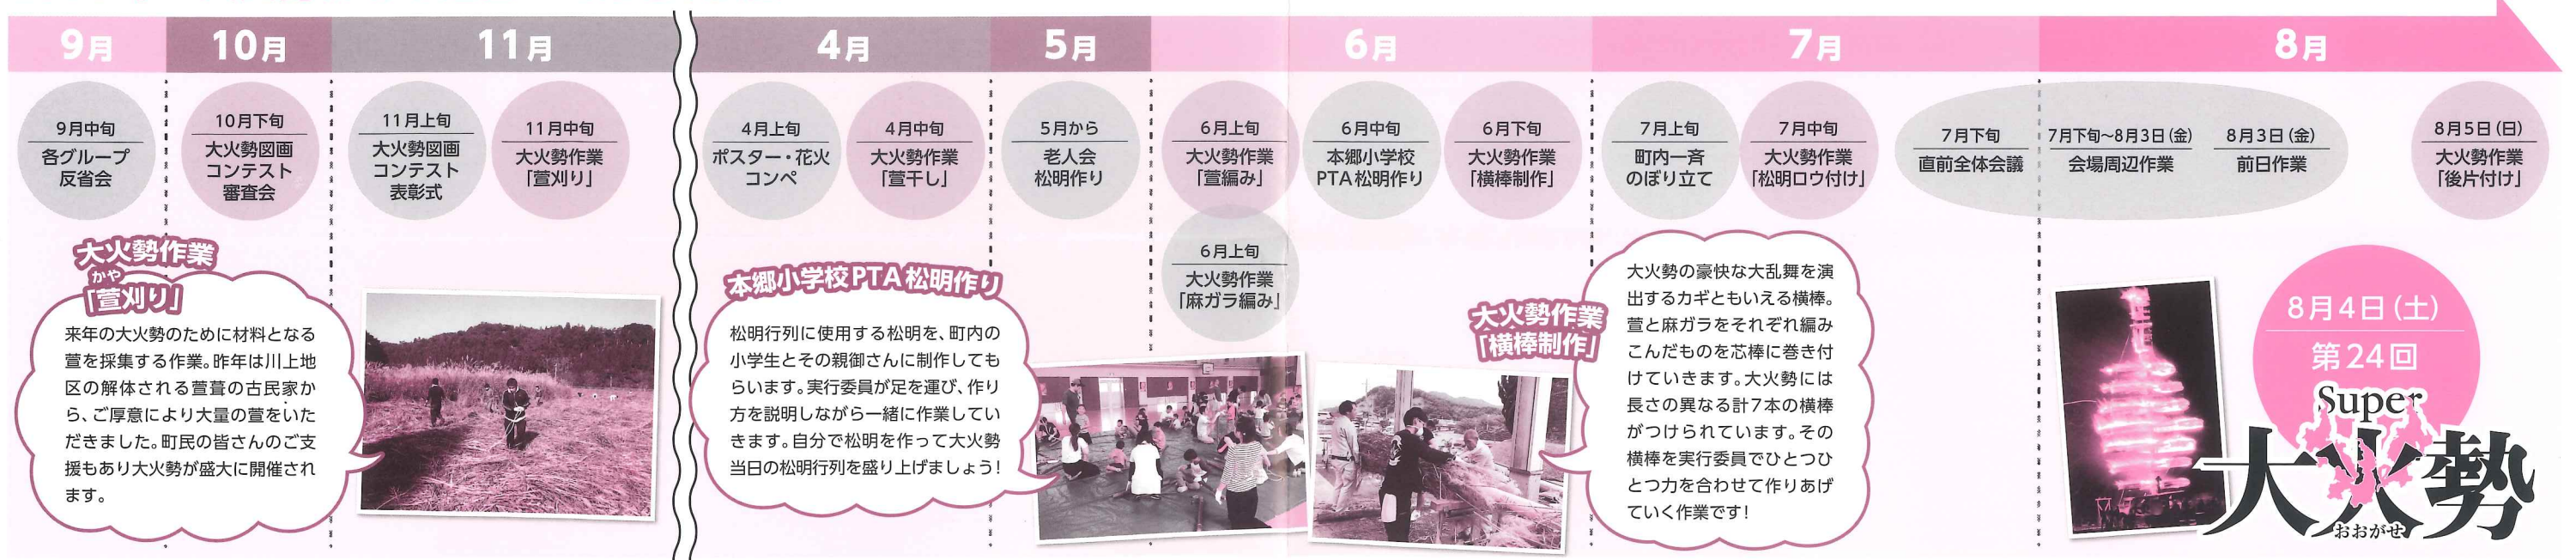 9月
10月
11月
4月
5月
6月
7月
8月
9月中旬
各グループ
反省会
10月下旬
大火勢図画
コンテスト
審査会
11月上旬
大火勢図画
コンテスト
表彰式
11月中旬
大火勢作業
「萱刈り」
4月上旬
ポスター・花火
コンペ
4月中旬
大火勢作業
「萱干し」
5月から
老人会
松明作り
6月上旬
大火勢作業
「萱編み」
6月上旬
大火勢作業
「麻ガラ編み」
6月中旬
本郷小学校
PTA松明作り
6月下旬
大火勢作業
「横棒制作」
7月上旬
町内一斉
のぼり立て
7月中旬
大火勢作業
「松明ロウ付け」
7月下旬
直前全体会議
7月下旬~8月3日(金)
会場周辺作業
8月3日(金)
前日作業
8月5日(日)
大火勢作業
「後片付け」
大火勢作業
かや
「萱刈り」
来年の大火勢のために材料となる
萱を採集する作業。昨年は川上地
区の解体される萱葺の古民家か
ら、ご厚意により大量の萱をいた
だきました。町民の皆さんのご支
援もあり大火勢が盛大に開催され
ます。
本郷小学校PTA松明作り
松明行列に使用する松明を、町内の
小学生とその親御さんに制作しても
らいます。実行委員が足を運び、作り
方を説明しながら一緒に作業してい
きます。自分で松明を作って大火勢
当日の松明行列を盛り上げましょう!
大火勢作業
「横棒制作」
大火勢の豪快な大乱舞を演
出するカギともいえる横棒。
萱と麻ガラをそれぞれ編み
こんだものを芯棒に巻き付
けていきます。大火勢には
長さの異なる計7本の横棒
がつけられています。その
横棒を実行委員でひとつひ
とつ力を合わせて作りあげ
ていく作業です!
8月4日(土)
第24回
Super
大火勢
おおがせ